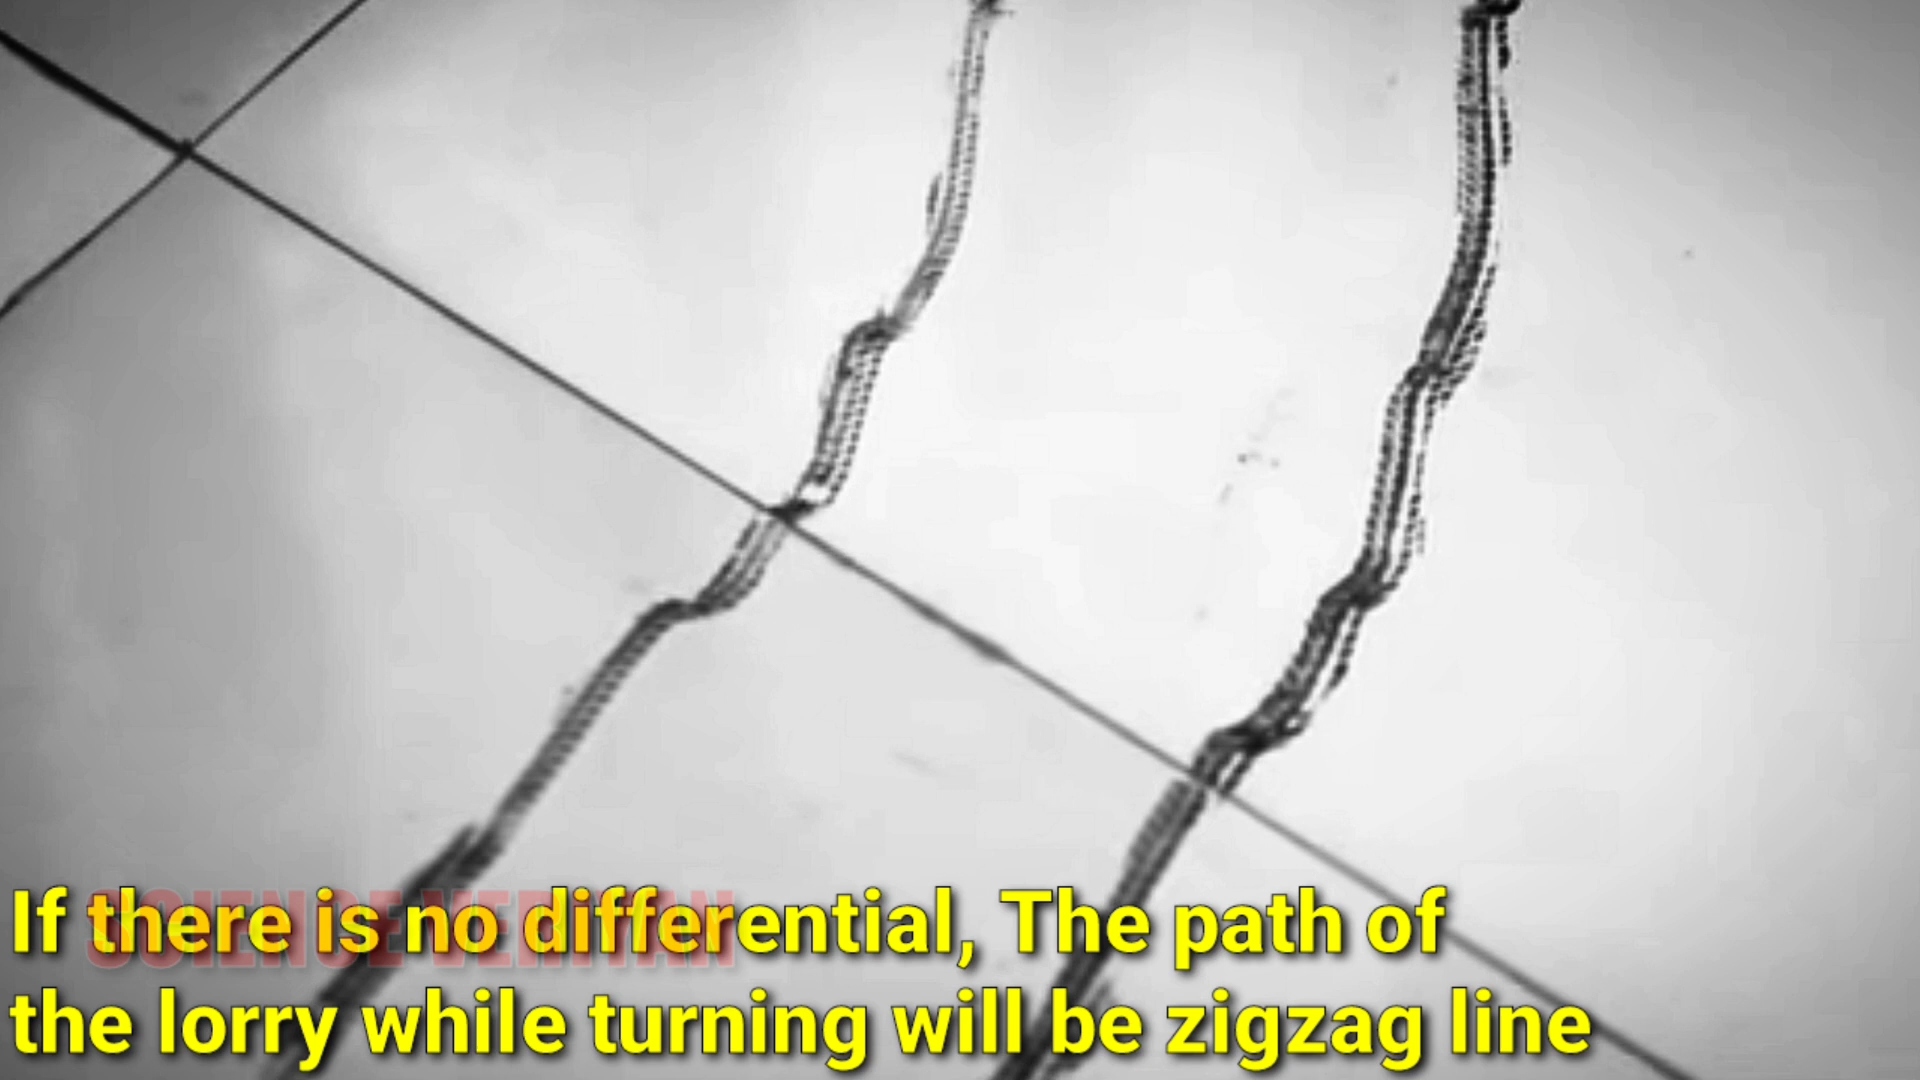 If there is no differential, The path of
the lorry while turning will be zigzag line